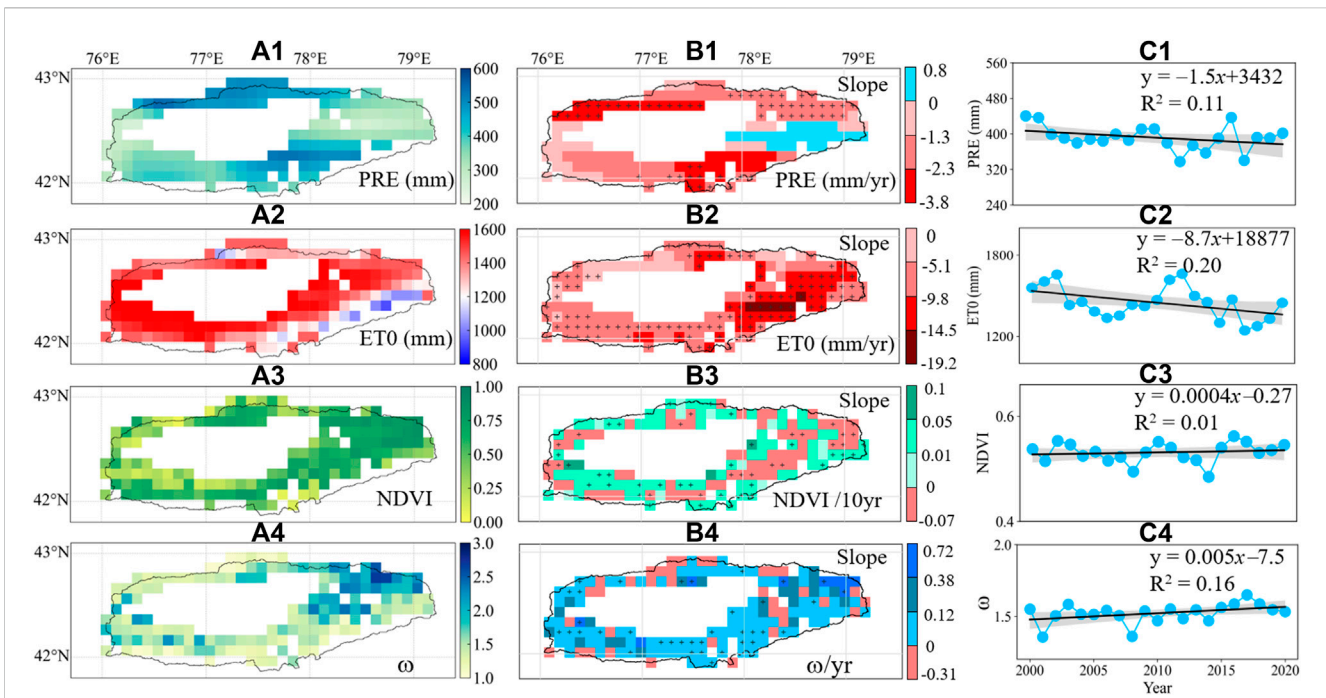 A1
B1
C1
76°E 77°E 78°E 79°E
76°E 77°E 78°E 79°E
43°N
42°N
PRE (mm)
600
500
400
300
200
Slope
PRE (mm/yr)
0.8
0
-1.3
-2.3
-3.8
y = −1.5x+3432
R² = 0.11
PRE (mm)
560
480
400
320
240
A2
B2
C2
43°N
42°N
ET0 (mm)
1600
1400
1200
1000
800
Slope
ET0 (mm/yr)
0
-5.1
-9.8
-14.5
-19.2
y = −8.7x+18877
R² = 0.20
ET0 (mm)
1800
1200
A3
B3
C3
43°N
42°N
NDVI
1.00
0.75
0.50
0.25
0.00
Slope
NDVI /10yr
0.1
0.05
0.01
0
-0.07
y = 0.0004x−0.27
R² = 0.01
NDVI
0.6
0.4
A4
B4
C4
43°N
42°N
ω
3.0
2.5
2.0
1.5
1.0
Slope
ω/yr
0.72
0.38
0.12
0
-0.31
y = 0.005x−7.5
R² = 0.16
ω
2.0
1.5
1.0
2000 2005 2010 2015 2020
Year